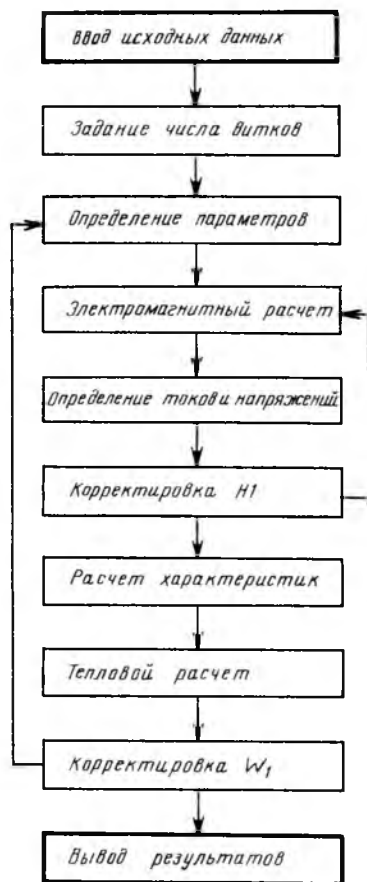 Ввод исходных данных
Задание числа витков
Определение параметров
Электромагнитный расчет
Определение токов и напряжений
Корректировка H1
Расчет характеристик
Тепловой расчет
Корректировка W₁
Вывод результатов